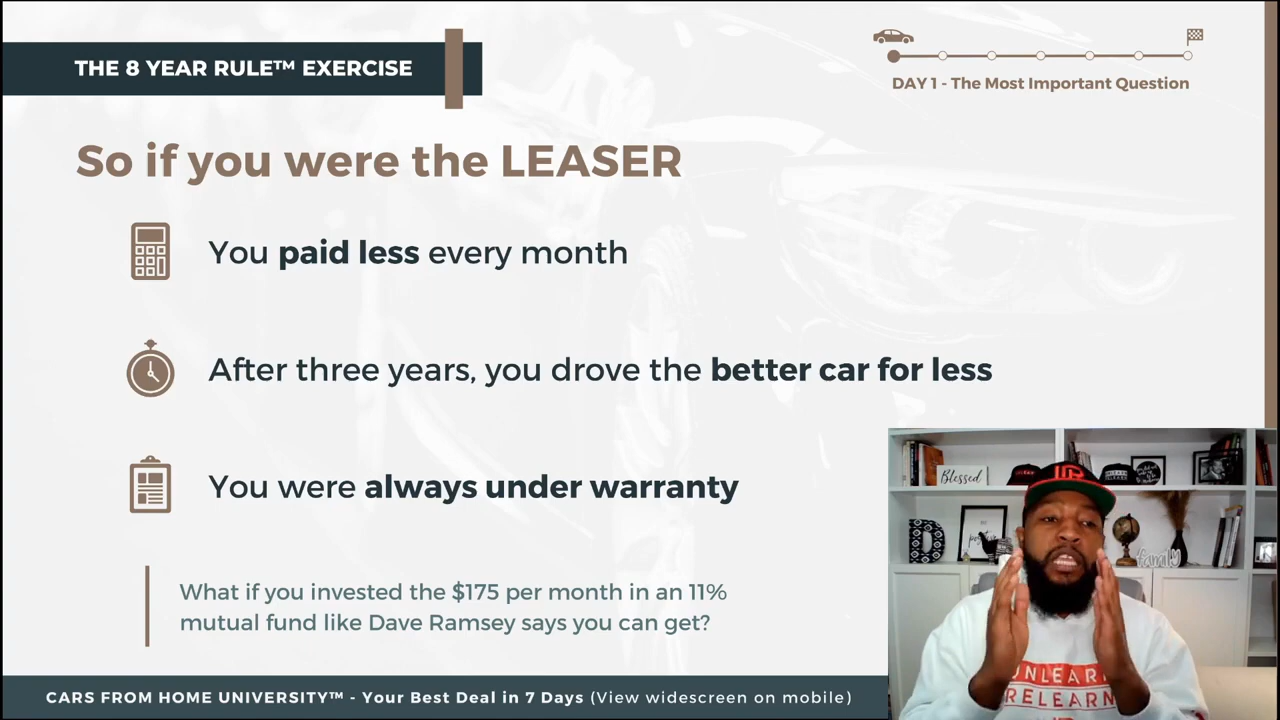 THE 8 YEAR RULE™ EXERCISE
DAY 1 - The Most Important Question
So if you were the LEASER
You paid less every month
After three years, you drove the better car for less
You were always under warranty
What if you invested the $175 per month in an 11%
mutual fund like Dave Ramsey says you can get?
CARS FROM HOME UNIVERSITY™ - Your Best Deal in 7 Days (View widescreen on mobile)
Blessed
D
family
UNLEARN
RELEARN